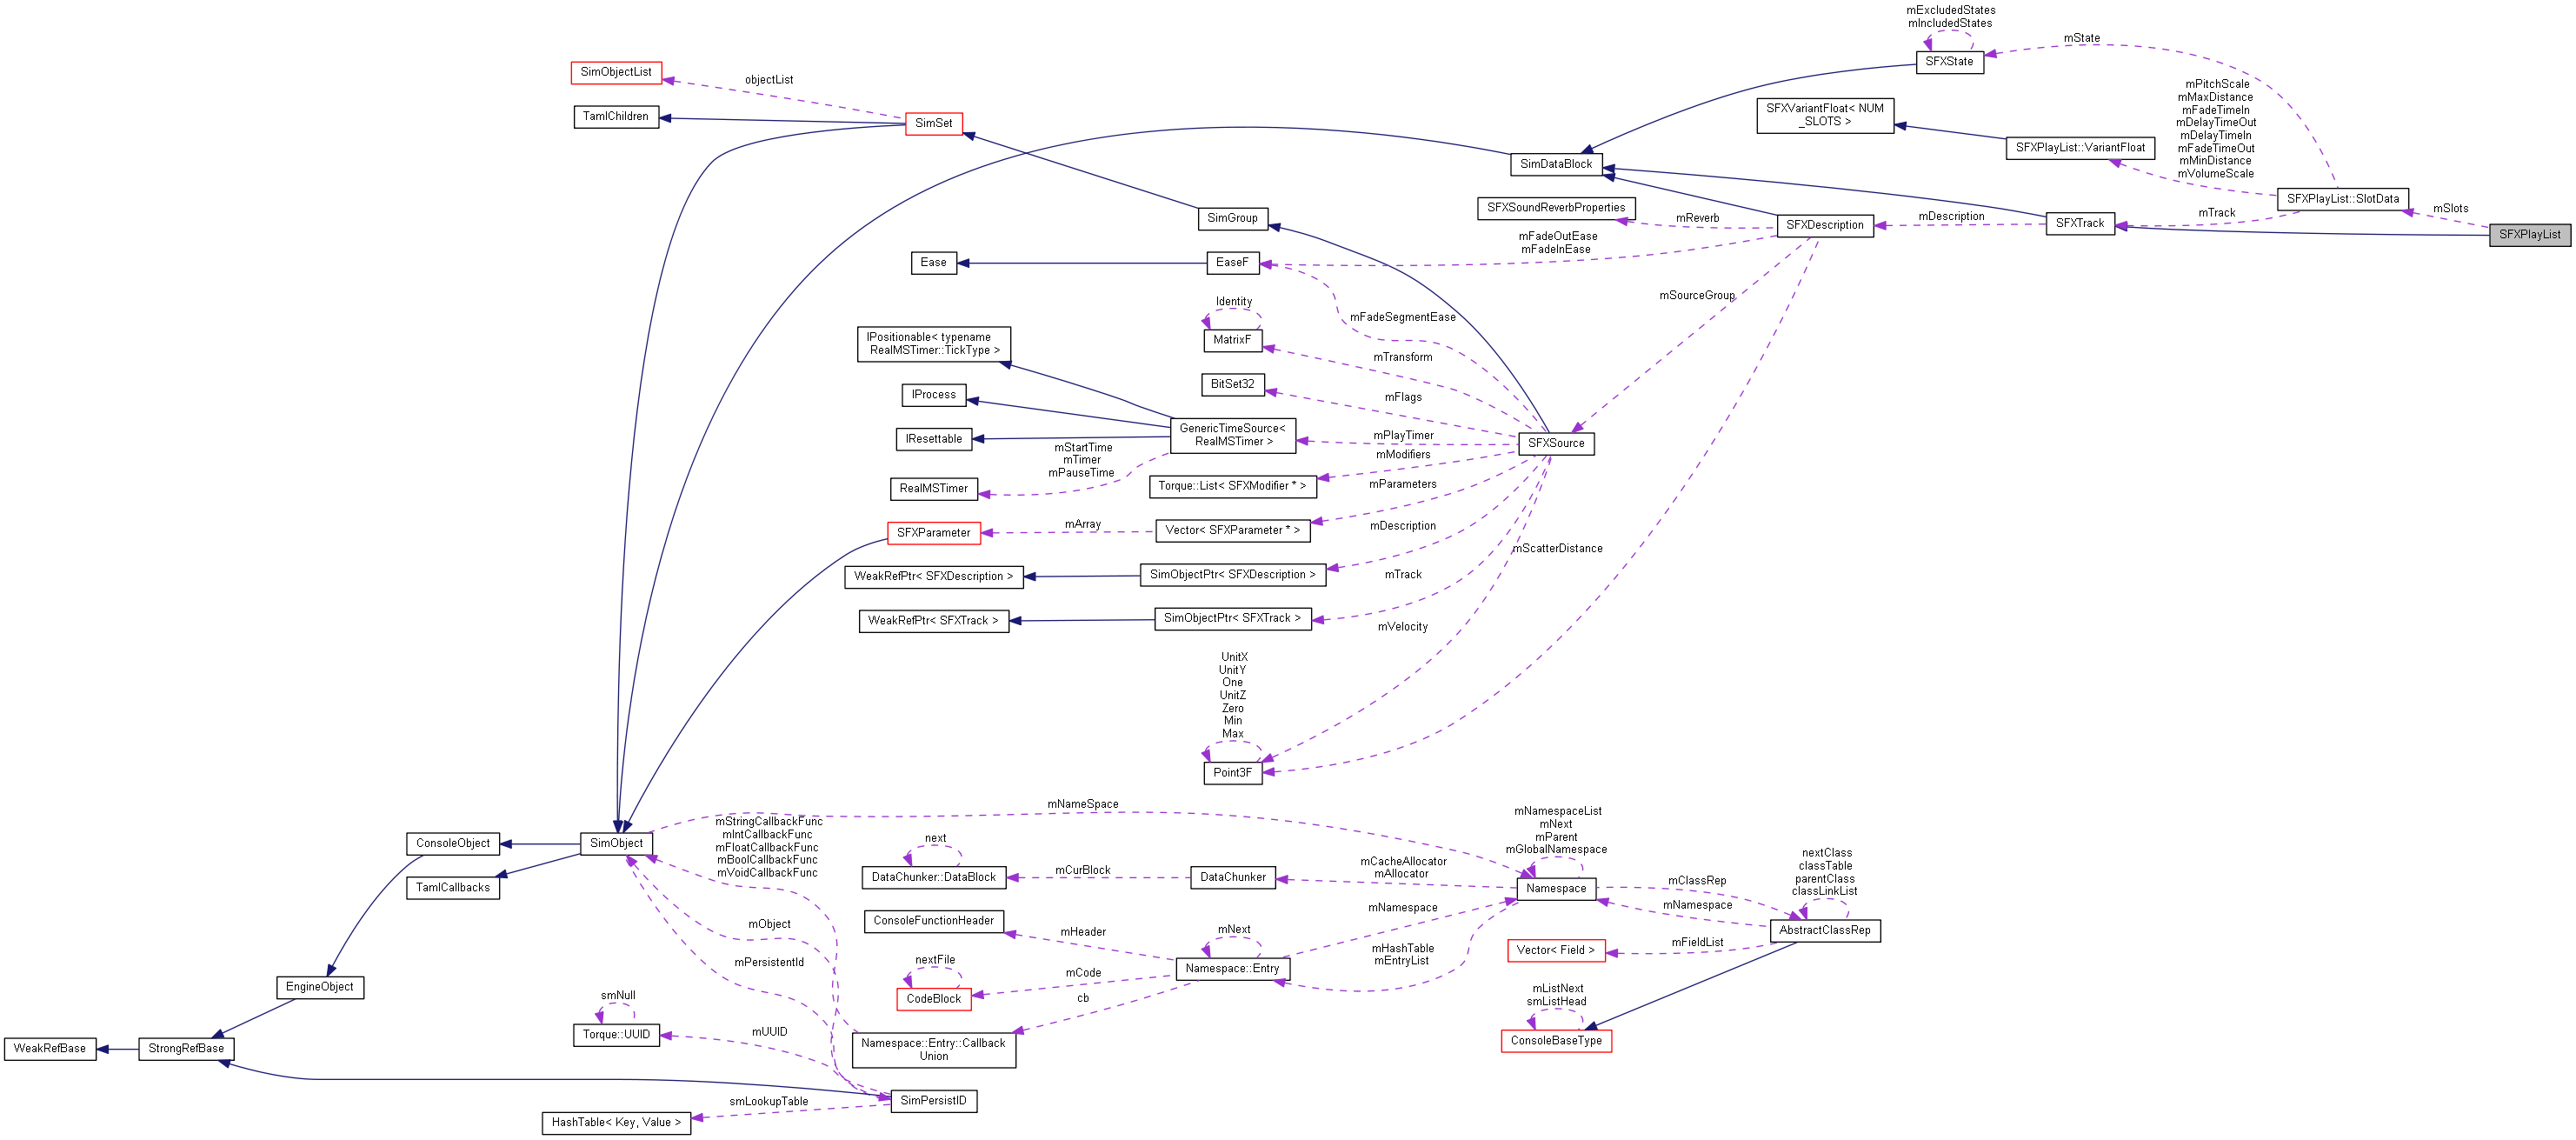 mExcludedStates
mIncludedStates
mState
SFXState
SimObjectList
objectList
mPitchScale
mMaxDistance
mFadeTimeIn
mDelayTimeOut
mDelayTimeIn
mFadeTimeOut
mMinDistance
mVolumeScale
SFXVariantFloat< NUM
_SLOTS >
TamlChildren
SimSet
SFXPlayList::VariantFloat
SimDataBlock
SFXPlayList::SlotData
SFXSoundReverbProperties
mReverb
mDescription
mTrack
mSlots
SimGroup
SFXDescription
SFXTrack
SFXPlayList
mFadeOutEase
mFadeInEase
Ease
EaseF
mSourceGroup
Identity
mFadeSegmentEase
IPositionable< typename
RealMSTimer::TickType >
MatrixF
mTransform
BitSet32
IProcess
mFlags
GenericTimeSource<
RealMSTimer >
IResettable
mPlayTimer
SFXSource
mStartTime
mTimer
mPauseTime
mModifiers
RealMSTimer
Torque::List< SFXModifier * >
mParameters
SFXParameter
mArray
Vector< SFXParameter * >
mDescription
mScatterDistance
WeakRefPtr< SFXDescription >
SimObjectPtr< SFXDescription >
mTrack
WeakRefPtr< SFXTrack >
SimObjectPtr< SFXTrack >
mVelocity
UnitX
UnitY
One
UnitZ
Zero
Min
Max
Point3F
mNameSpace
mStringCallbackFunc
mIntCallbackFunc
mFloatCallbackFunc
mBoolCallbackFunc
mVoidCallbackFunc
mNamespaceList
mNext
mParent
mGlobalNamespace
ConsoleObject
SimObject
next
mCacheAllocator
mAllocator
nextClass
classTable
parentClass
classLinkList
TamlCallbacks
DataChunker::DataBlock
mCurBlock
DataChunker
Namespace
mClassRep
mNamespace
ConsoleFunctionHeader
mNamespace
AbstractClassRep
mObject
mHeader
mNext
mHashTable
mEntryList
Vector< Field >
mFieldList
mPersistentId
nextFile
mCode
Namespace::Entry
EngineObject
smNull
CodeBlock
cb
mListNext
smListHead
Torque::UUID
mUUID
Namespace::Entry::Callback
Union
ConsoleBaseType
WeakRefBase
StrongRefBase
smLookupTable
SimPersistID
HashTable< Key, Value >